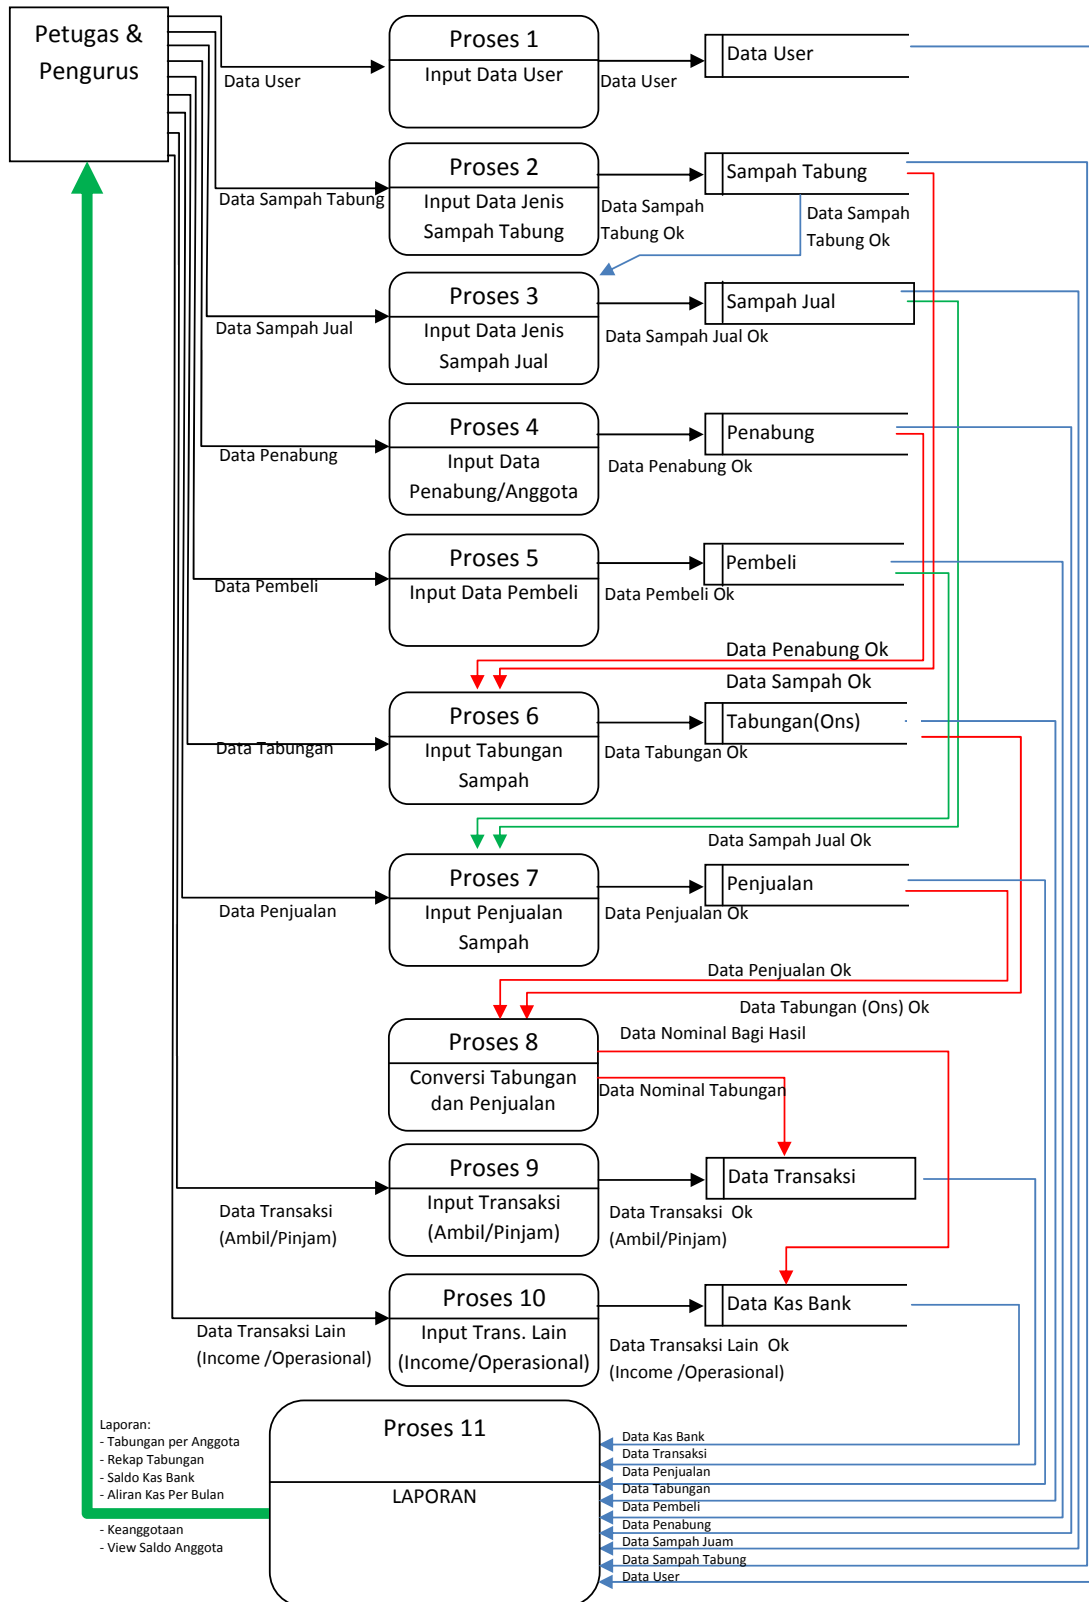 Petugas &
Pengurus
Proses 1
Input Data User
Data User
Data User
Data User
Proses 2
Input Data Jenis
Sampah Tabung
Data Sampah Tabung
Data Sampah
Tabung Ok
Sampah Tabung
Data Sampah
Tabung Ok
Proses 3
Input Data Jenis
Sampah Jual
Data Sampah Jual
Data Sampah Jual Ok
Sampah Jual
Proses 4
Input Data
Penabung/Anggota
Data Penabung
Data Penabung Ok
Penabung
Proses 5
Input Data Pembeli
Data Pembeli
Data Pembeli Ok
Pembeli
Data Penabung Ok
Data Sampah Ok
Proses 6
Input Tabungan
Sampah
Data Tabungan
Data Tabungan Ok
Tabungan(Ons)
Data Sampah Jual Ok
Proses 7
Input Penjualan
Sampah
Data Penjualan
Data Penjualan Ok
Penjualan
Data Penjualan Ok
Data Tabungan (Ons) Ok
Proses 8
Conversi Tabungan
dan Penjualan
Data Nominal Bagi Hasil
Data Nominal Tabungan
Proses 9
Input Transaksi
(Ambil/Pinjam)
Data Transaksi
(Ambil/Pinjam)
Data Transaksi Ok
(Ambil/Pinjam)
Data Transaksi
Proses 10
Input Trans. Lain
(Income/Operasional)
Data Transaksi Lain
(Income /Operasional)
Data Transaksi Lain Ok
(Income /Operasional)
Data Kas Bank
Proses 11
LAPORAN
Laporan:
- Tabungan per Anggota
- Rekap Tabungan
- Saldo Kas Bank
- Aliran Kas Per Bulan
- Keanggotaan
- View Saldo Anggota
Data Kas Bank
Data Transaksi
Data Penjualan
Data Tabungan
Data Pembeli
Data Penabung
Data Sampah Juam
Data Sampah Tabung
Data User